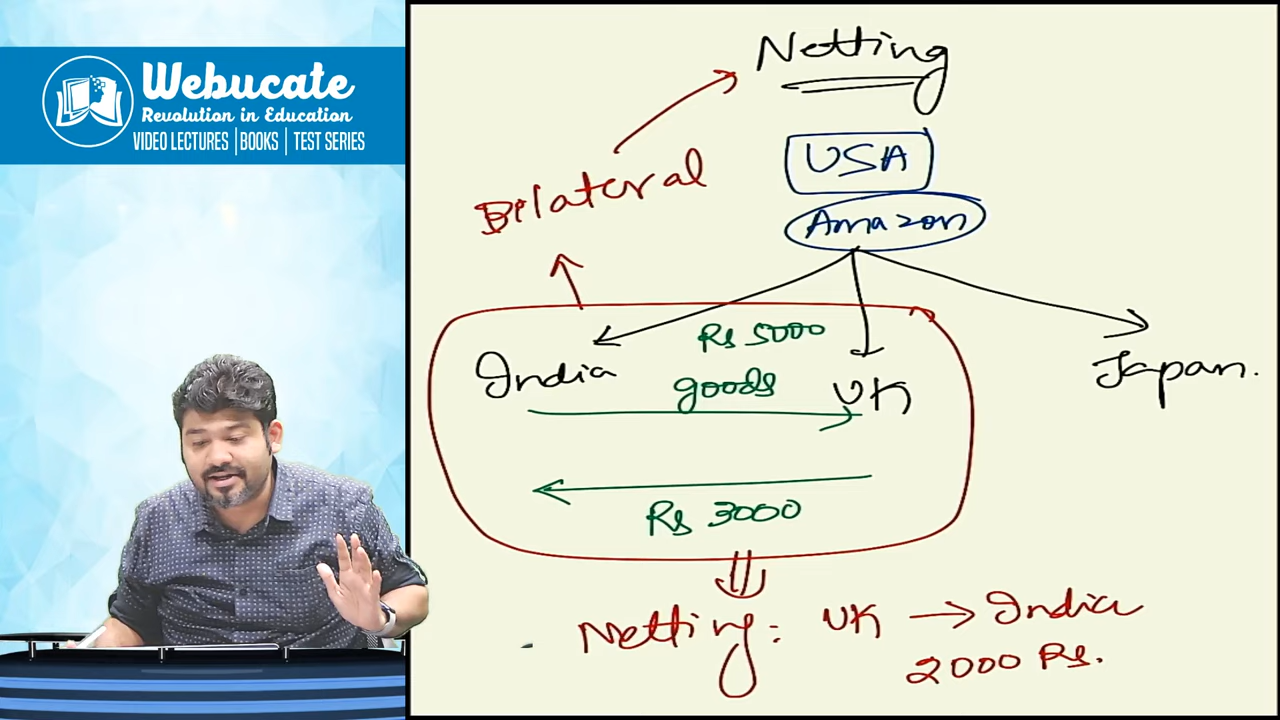 Webucate
Revolution in Education
VIDEO LECTURES | BOOKS | TEST SERIES
Netting
USA
Amazon
Bilateral
India
Rs 5000
goods
UK
Japan.
Rs 3000
Netting: UK → India
2000 Rs.